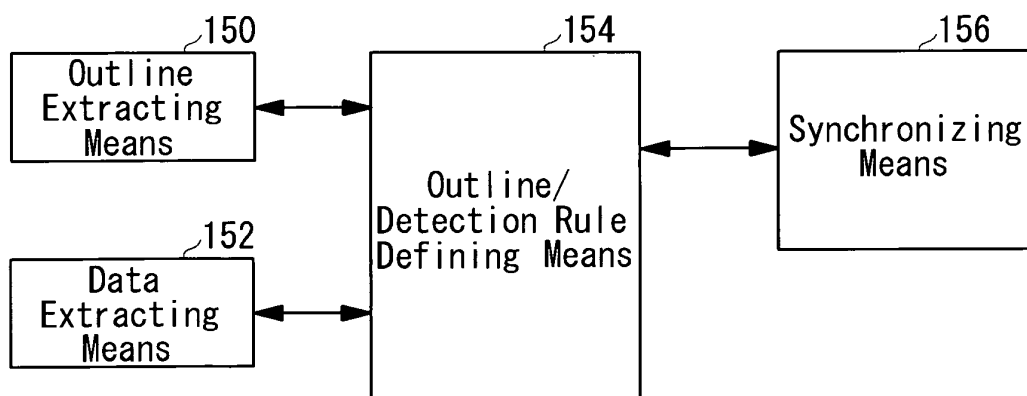 150
Outline
Extracting
Means
152
Data
Extracting
Means
154
Outline/
Detection Rule
Defining Means
156
Synchronizing
Means